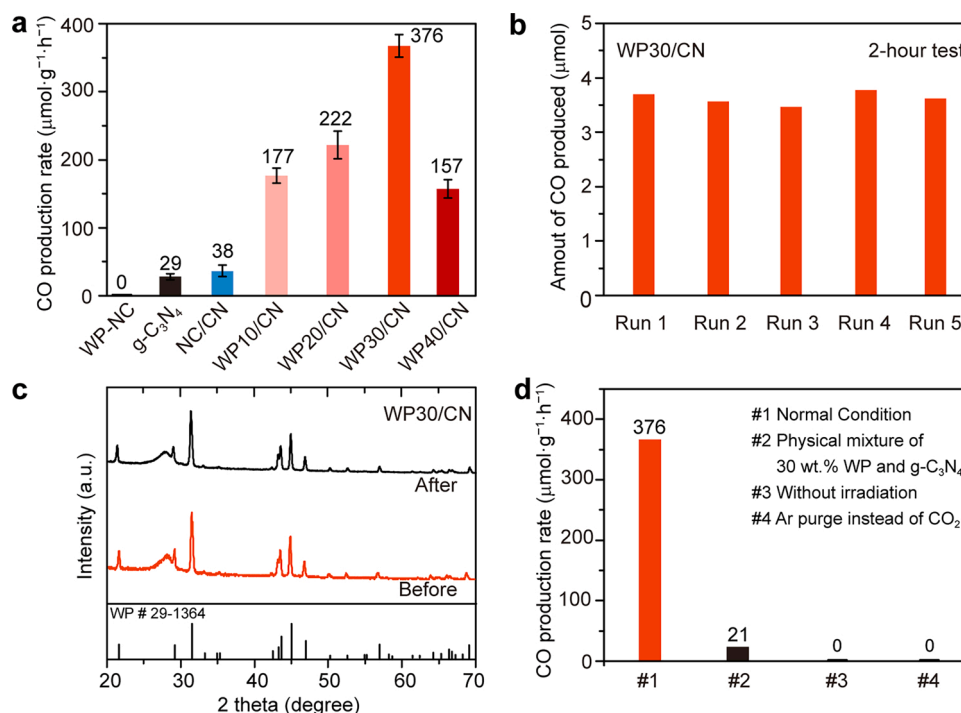 a
CO production rate (μmol·g⁻¹·h⁻¹)
400
300
200
100
0
0
29
38
177
222
376
157
WP-NC
g-C₃N₄
NC/CN
WP10/CN
WP20/CN
WP30/CN
WP40/CN
b
Amout of CO produced (μmol)
5
4
3
2
1
0
WP30/CN
2-hour test
Run 1
Run 2
Run 3
Run 4
Run 5
c
Intensity (a.u.)
WP30/CN
After
Before
WP # 29-1364
20
30
40
50
60
70
2 theta (degree)
d
CO production rate (μmol·g⁻¹·h⁻¹)
400
300
200
100
0
376
21
0
0
#1 Normal Condition
#2 Physical mixture of
30 wt.% WP and g-C₃N₄
#3 Without irradiation
#4 Ar purge instead of CO₂
#1
#2
#3
#4